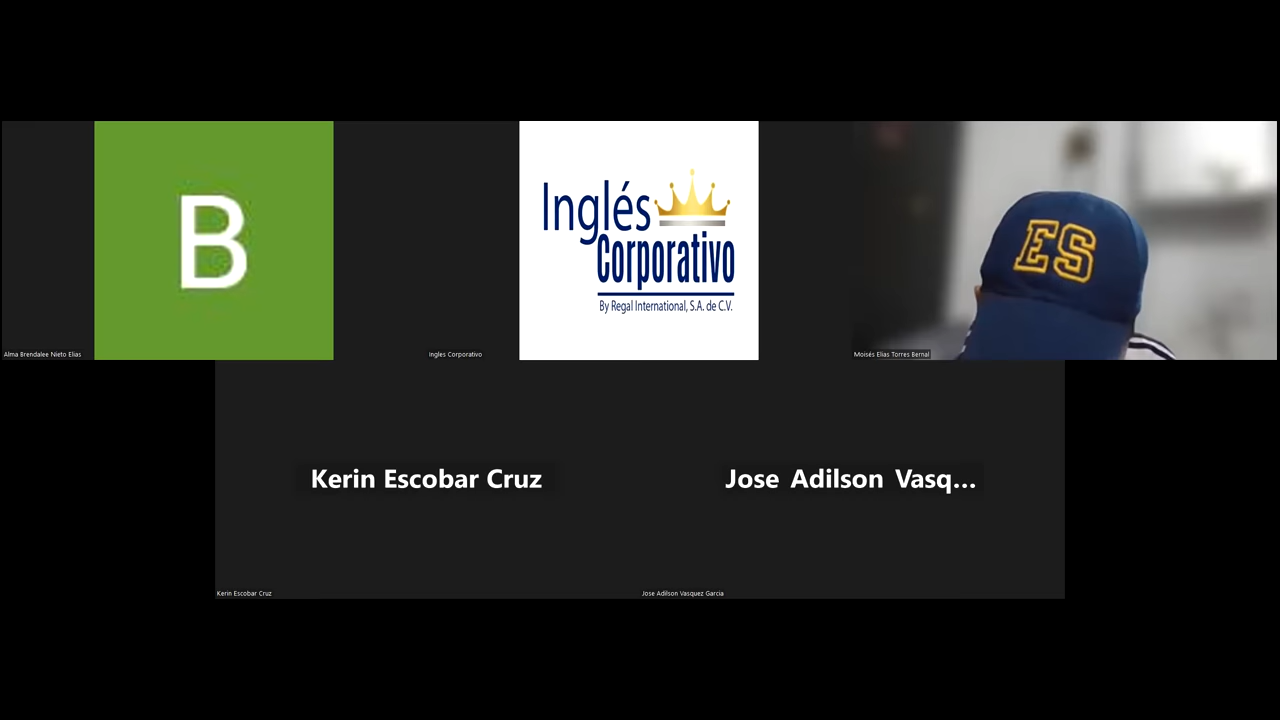 B
Alma Brendalee Nieto Elias
Inglés
Corporativo
By Regal International, S.A. de C.V.
Ingles Corporativo
ES
Moisés Elias Torres Bernal
Kerin Escobar Cruz
Kerin Escobar Cruz
Jose Adilson Vasq...
Jose Adilson Vasquez Garcia